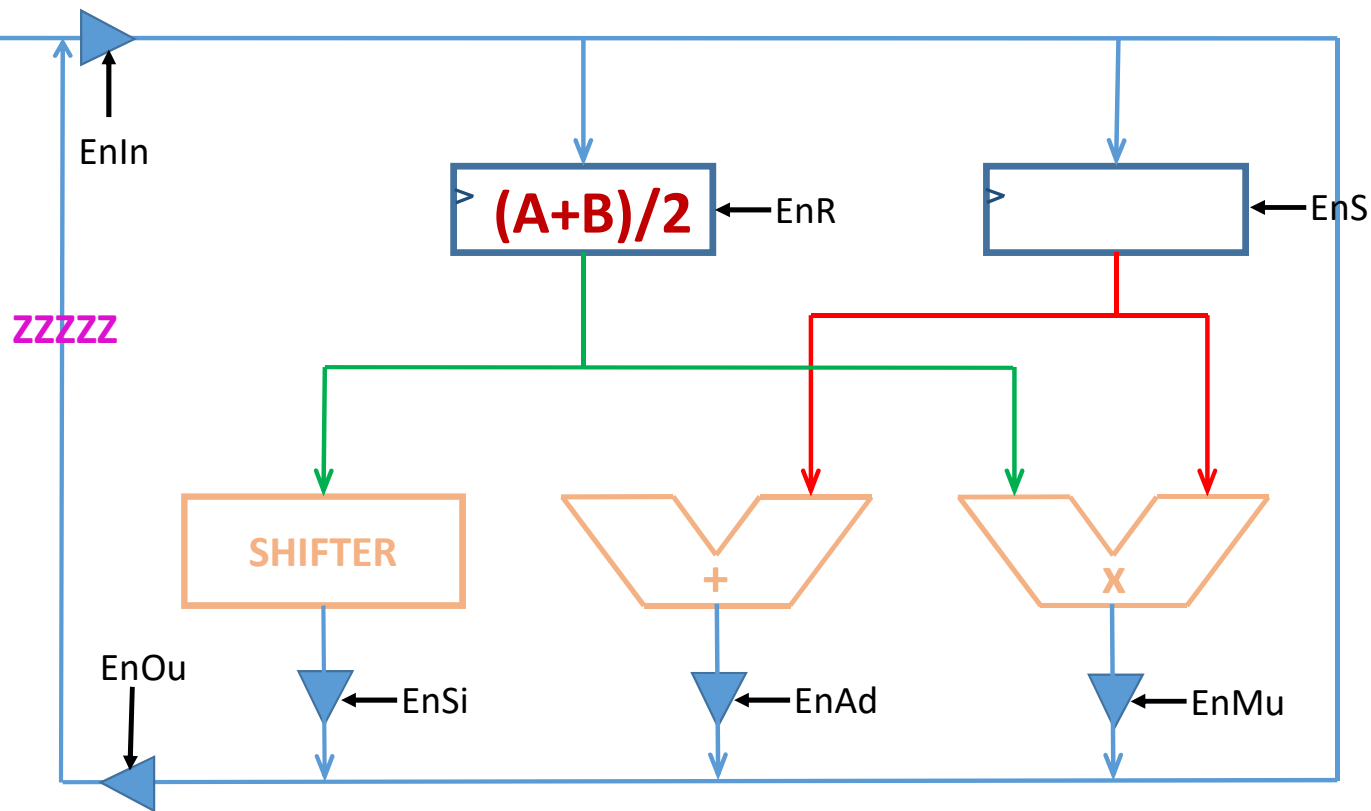 EnIn
>
(A+B)/2
EnR
>
EnS
ZZZZZ
SHIFTER
+
X
EnOu
EnSi
EnAd
EnMu